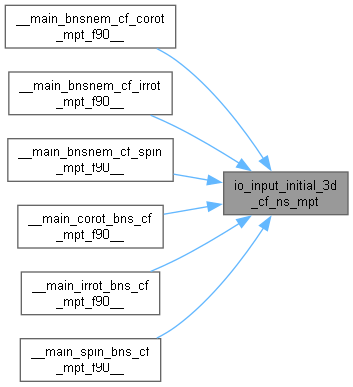 __main_bnsnem_cf_corot
_mpt_f90__
__main_bnsnem_cf_irrot
_mpt_f90__
__main_bnsnem_cf_spin
_mpt_f90__
io_input_initial_3d
_cf_ns_mpt
__main_corot_bns_cf
_mpt_f90__
__main_irrot_bns_cf
_mpt_f90__
__main_spin_bns_cf
_mpt_f90__